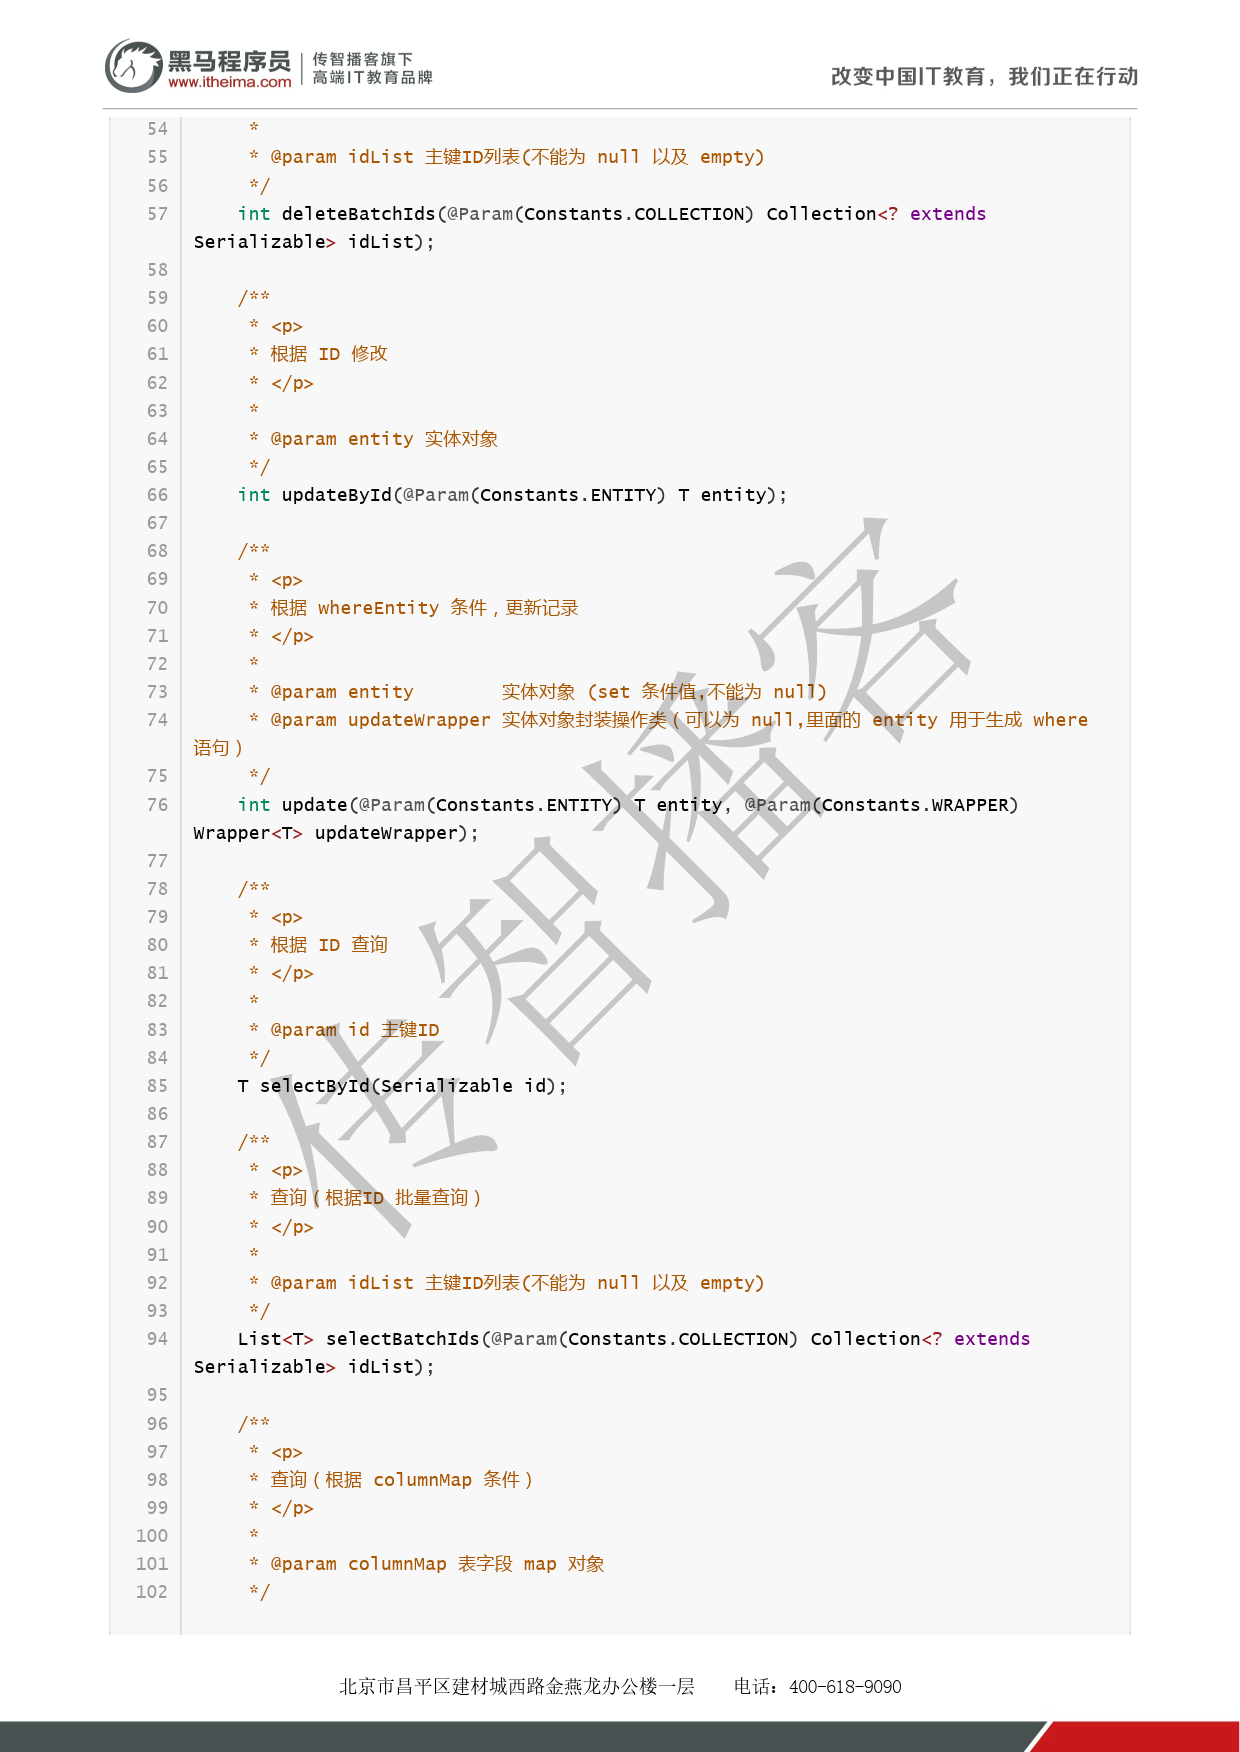 黑马程序员
www.itheima.com
传智播客旗下
高端IT教育品牌
改变中国IT教育，我们正在行动
54     *
55     * @param idList 主键ID列表(不能为 null 以及 empty)
56     */
57    int deleteBatchIds(@Param(Constants.COLLECTION) Collection<? extends
Serializable> idList);
58
59    /**
60     * <p>
61     * 根据 ID 修改
62     * </p>
63     *
64     * @param entity 实体对象
65     */
66    int updateById(@Param(Constants.ENTITY) T entity);
67
68    /**
69     * <p>
70     * 根据 whereEntity 条件，更新记录
71     * </p>
72     *
73     * @param entity        实体对象 (set 条件值,不能为 null)
74     * @param updateWrapper 实体对象封装操作类（可以为 null,里面的 entity 用于生成 where
语句）
75     */
76    int update(@Param(Constants.ENTITY) T entity, @Param(Constants.WRAPPER)
Wrapper<T> updateWrapper);
77
78    /**
79     * <p>
80     * 根据 ID 查询
81     * </p>
82     *
83     * @param id 主键ID
84     */
85    T selectById(Serializable id);
86
87    /**
88     * <p>
89     * 查询（根据ID 批量查询）
90     * </p>
91     *
92     * @param idList 主键ID列表(不能为 null 以及 empty)
93     */
94    List<T> selectBatchIds(@Param(Constants.COLLECTION) Collection<? extends
Serializable> idList);
95
96    /**
97     * <p>
98     * 查询（根据 columnMap 条件）
99     * </p>
100     *
101     * @param columnMap 表字段 map 对象
102     */
传智播客
北京市昌平区建材城西路金燕龙办公楼一层    电话：400-618-9090